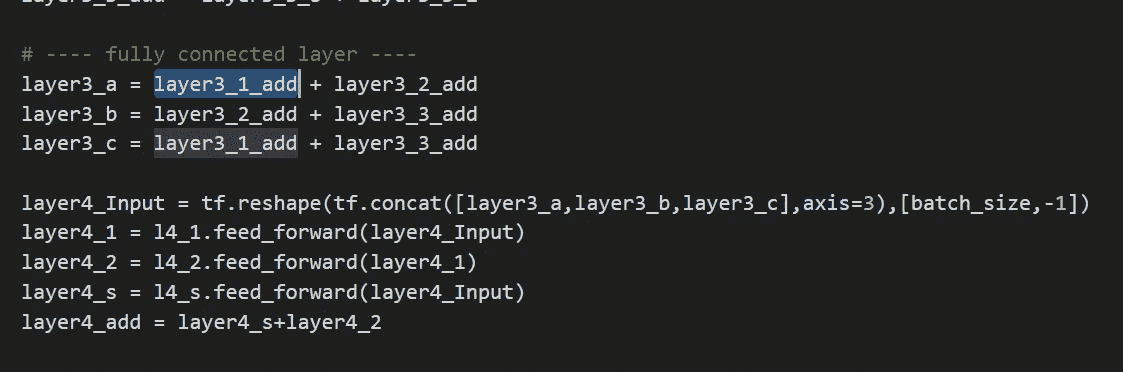 # ---- fully connected layer ----
layer3_a = layer3_1_add + layer3_2_add
layer3_b = layer3_2_add + layer3_3_add
layer3_c = layer3_1_add + layer3_3_add
layer4_Input = tf.reshape(tf.concat([layer3_a,layer3_b,layer3_c],axis=3),[batch_size,-1])
layer4_1 = l4_1.feed_forward(layer4_Input)
layer4_2 = l4_2.feed_forward(layer4_1)
layer4_s = l4_s.feed_forward(layer4_Input)
layer4_add = layer4_s+layer4_2